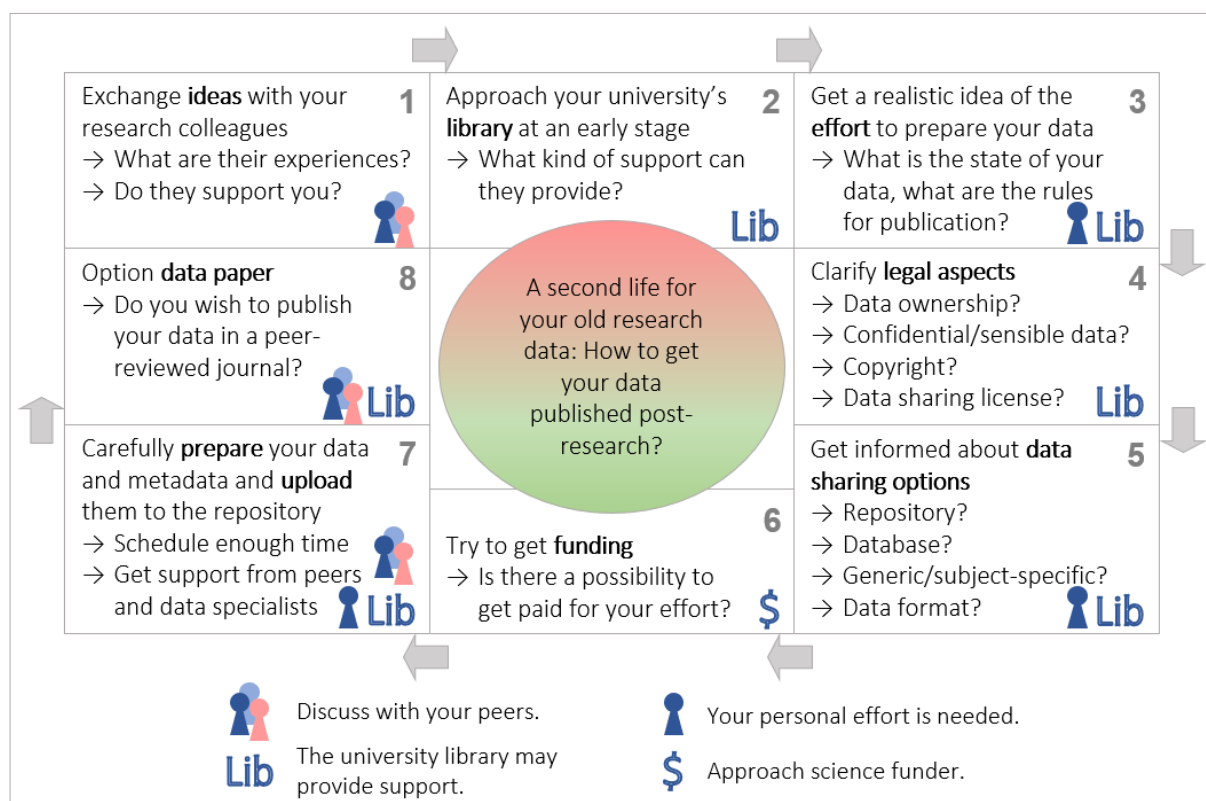 Exchange ideas with your
research colleagues
→ What are their experiences?
→ Do they support you?
1
Approach your university’s
library at an early stage
→ What kind of support can
they provide?
2
Lib
Get a realistic idea of the
effort to prepare your data
→ What is the state of your
data, what are the rules
for publication?
3
Lib
Clarify legal aspects
→ Data ownership?
→ Confidential/sensible data?
→ Copyright?
→ Data sharing license?
4
Lib
Get informed about data
sharing options
→ Repository?
→ Database?
→ Generic/subject-specific?
→ Data format?
5
Lib
Try to get funding
→ Is there a possibility to
get paid for your effort?
6
$
Carefully prepare your data
and metadata and upload
them to the repository
→ Schedule enough time
→ Get support from peers
and data specialists
7
Lib
Option data paper
→ Do you wish to publish
your data in a peer-
reviewed journal?
8
Lib
A second life for
your old research
data: How to get
your data
published post-
research?
Discuss with your peers.
Lib
The university library may
provide support.
Your personal effort is needed.
$ Approach science funder.